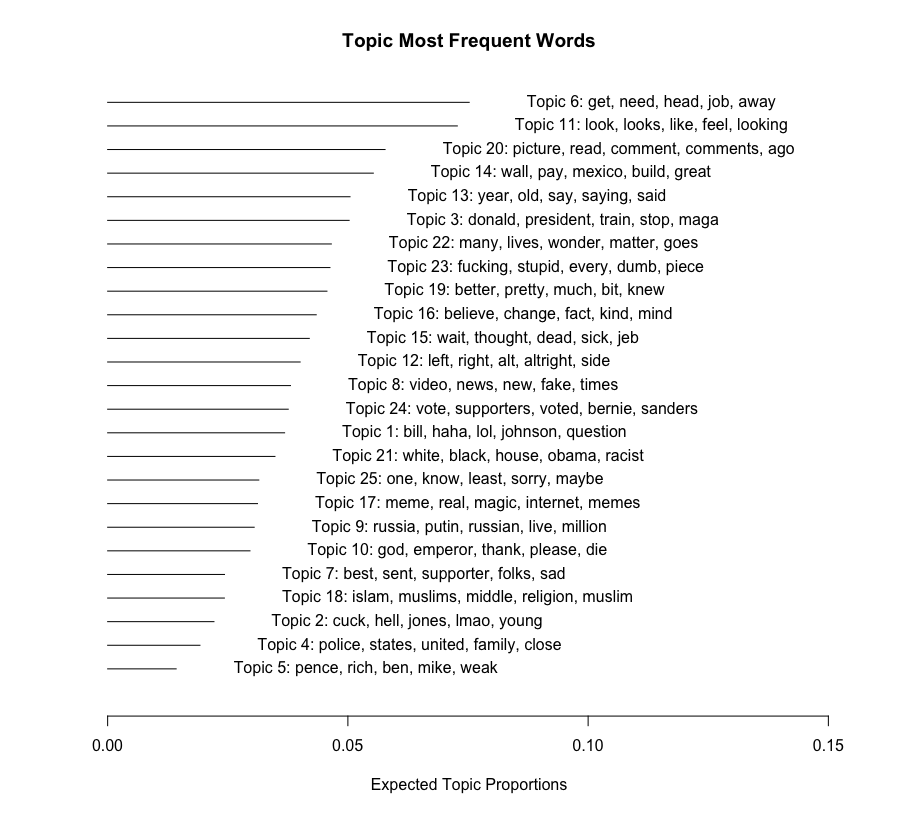 Topic Most Frequent Words
Topic 6: get, need, head, job, away
Topic 11: look, looks, like, feel, looking
Topic 20: picture, read, comment, comments, ago
Topic 14: wall, pay, mexico, build, great
Topic 13: year, old, say, saying, said
Topic 3: donald, president, train, stop, maga
Topic 22: many, lives, wonder, matter, goes
Topic 23: fucking, stupid, every, dumb, piece
Topic 19: better, pretty, much, bit, knew
Topic 16: believe, change, fact, kind, mind
Topic 15: wait, thought, dead, sick, jeb
Topic 12: left, right, alt, altright, side
Topic 8: video, news, new, fake, times
Topic 24: vote, supporters, voted, bernie, sanders
Topic 1: bill, haha, lol, johnson, question
Topic 21: white, black, house, obama, racist
Topic 25: one, know, least, sorry, maybe
Topic 17: meme, real, magic, internet, memes
Topic 9: russia, putin, russian, live, million
Topic 10: god, emperor, thank, please, die
Topic 7: best, sent, supporter, folks, sad
Topic 18: islam, muslims, middle, religion, muslim
Topic 2: cuck, hell, jones, lmao, young
Topic 4: police, states, united, family, close
Topic 5: pence, rich, ben, mike, weak
0.00 0.05 0.10 0.15
Expected Topic Proportions